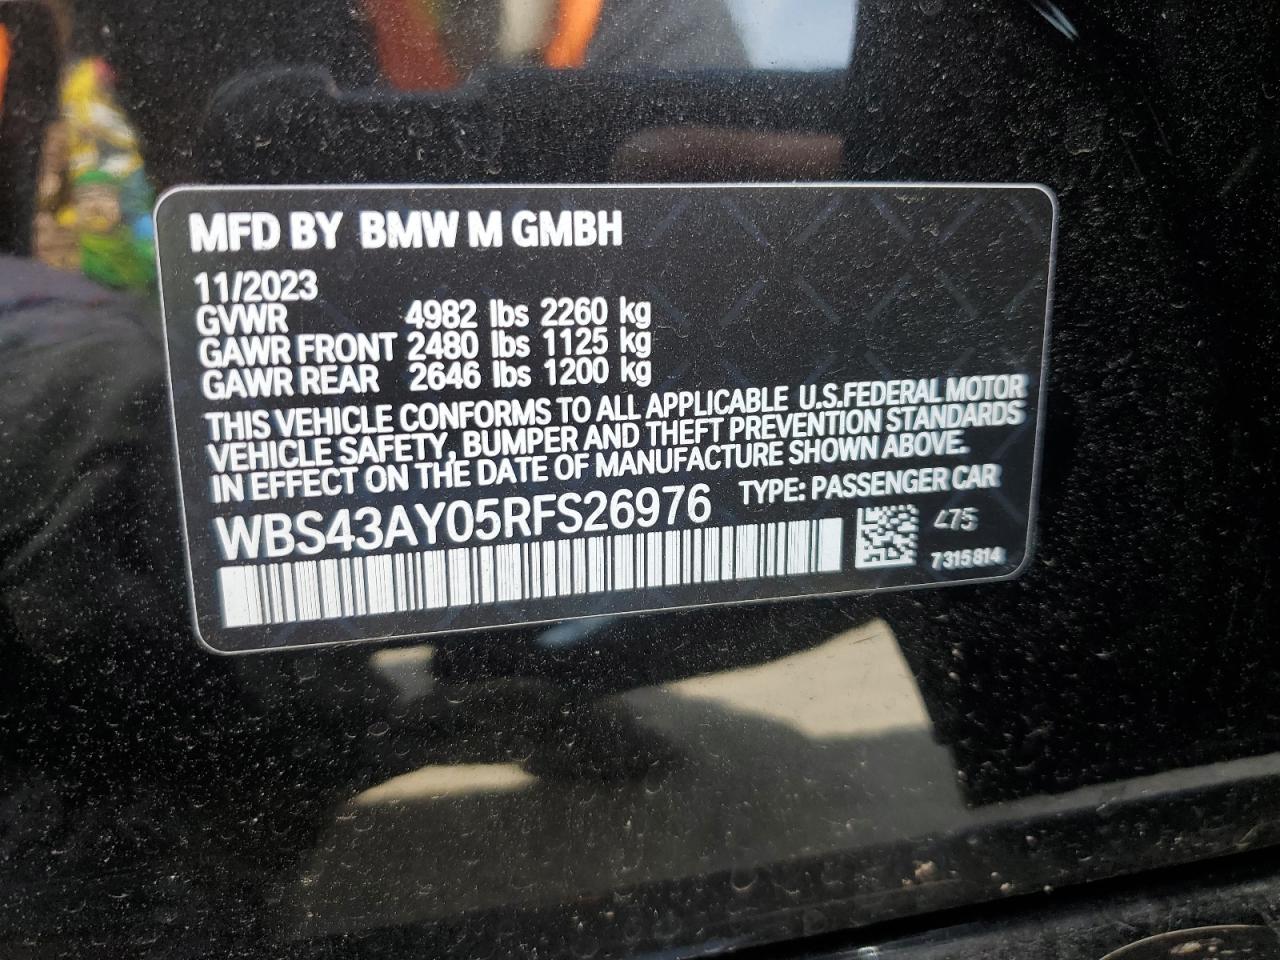 MFD BY BMW M GMBH
11/2023
GVWR 4982 lbs 2260 kg
GAWR FRONT 2480 lbs 1125 kg
GAWR REAR 2646 lbs 1200 kg
THIS VEHICLE CONFORMS TO ALL APPLICABLE U.S.FEDERAL MOTOR
VEHICLE SAFETY, BUMPER AND THEFT PREVENTION STANDARDS
IN EFFECT ON THE DATE OF MANUFACTURE SHOWN ABOVE.
WBS43AY05RFS26976 TYPE: PASSENGER CAR
475
7315814